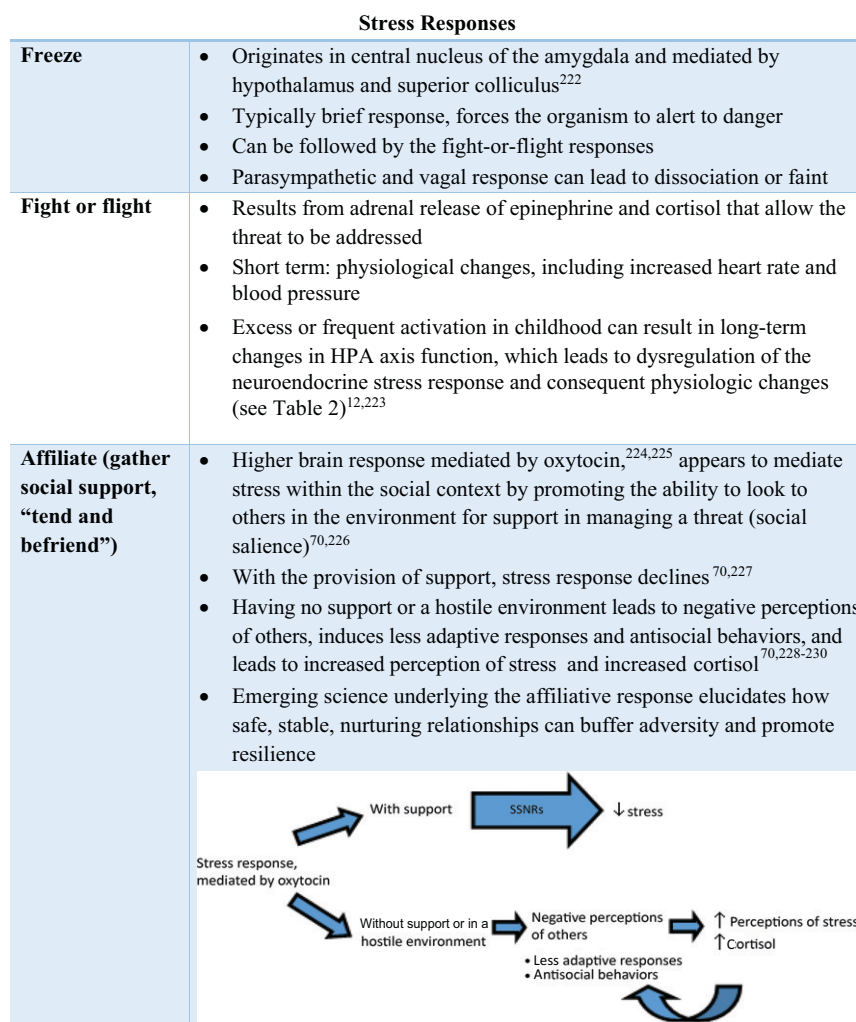 Stress Responses
Freeze
• Originates in central nucleus of the amygdala and mediated by
hypothalamus and superior colliculus222
• Typically brief response, forces the organism to alert to danger
• Can be followed by the fight-or-flight responses
• Parasympathetic and vagal response can lead to dissociation or faint
Fight or flight
• Results from adrenal release of epinephrine and cortisol that allow the
threat to be addressed
• Short term: physiological changes, including increased heart rate and
blood pressure
• Excess or frequent activation in childhood can result in long-term
changes in HPA axis function, which leads to dysregulation of the
neuroendocrine stress response and consequent physiologic changes
(see Table 2)12,223
Affiliate (gather
social support,
“tend and
befriend”)
• Higher brain response mediated by oxytocin,224,225 appears to mediate
stress within the social context by promoting the ability to look to
others in the environment for support in managing a threat (social
salience)70,226
• With the provision of support, stress response declines70,227
• Having no support or a hostile environment leads to negative perceptions
of others, induces less adaptive responses and antisocial behaviors, and
leads to increased perception of stress and increased cortisol70,228-230
• Emerging science underlying the affiliative response elucidates how
safe, stable, nurturing relationships can buffer adversity and promote
resilience
With support
SSNRs
↓ stress
Stress response,
mediated by oxytocin
Without support or in a
hostile environment
Negative perceptions
of others
• Less adaptive responses
• Antisocial behaviors
↑ Perceptions of stress
↑ Cortisol